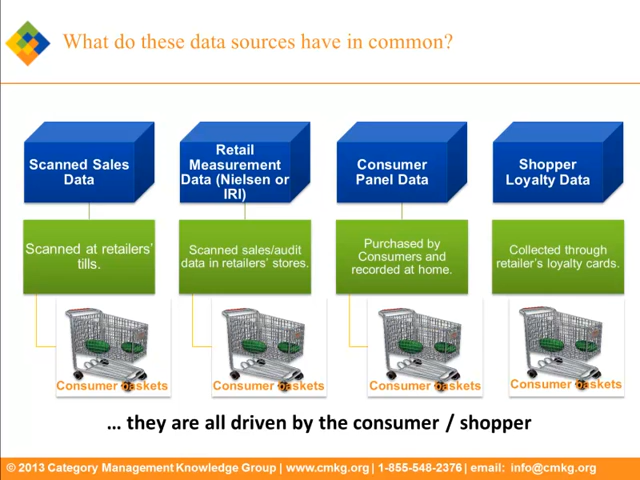 What do these data sources have in common?
Scanned Sales
Data
Retail
Measurement
Data (Nielsen or
IRI)
Consumer
Panel Data
Shopper
Loyalty Data
Scanned at retailers'
tills.
Scanned sales/audit
data in retailers' stores.
Purchased by
Consumers and
recorded at home.
Collected through
retailer's loyalty cards.
Consumer baskets
Consumer baskets
Consumer baskets
Consumer baskets
... they are all driven by the consumer / shopper
© 2013 Category Management Knowledge Group | www.cmkg.org | 1-855-548-2376 | email: info@cmkg.org